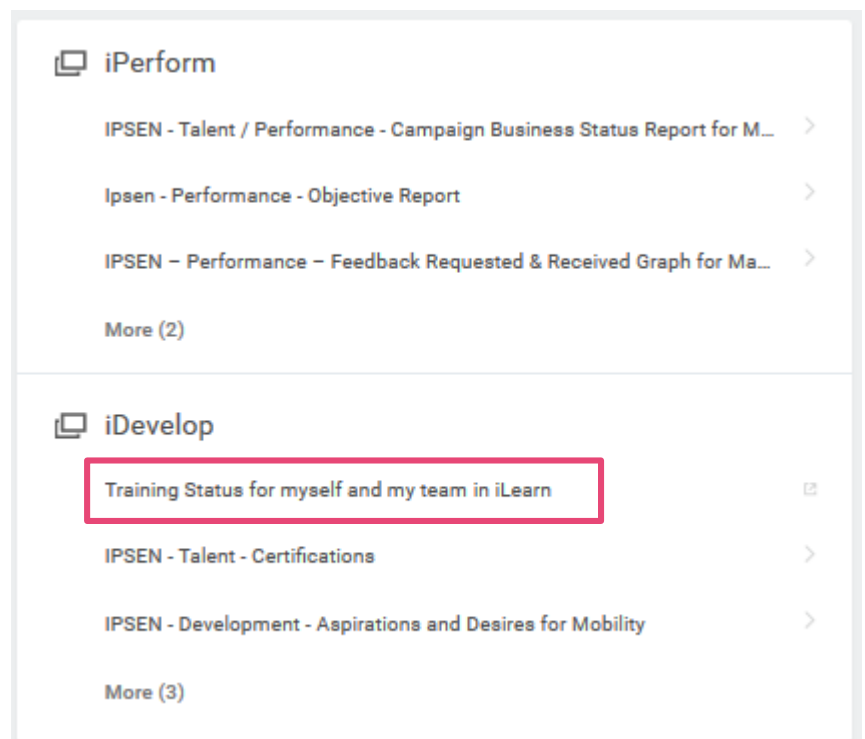 iPerform
IPSEN - Talent / Performance - Campaign Business Status Report for M...
Ipsen - Performance - Objective Report
IPSEN – Performance – Feedback Requested & Received Graph for Ma...
More (2)
iDevelop
Training Status for myself and my team in iLearn
IPSEN - Talent - Certifications
IPSEN - Development - Aspirations and Desires for Mobility
More (3)